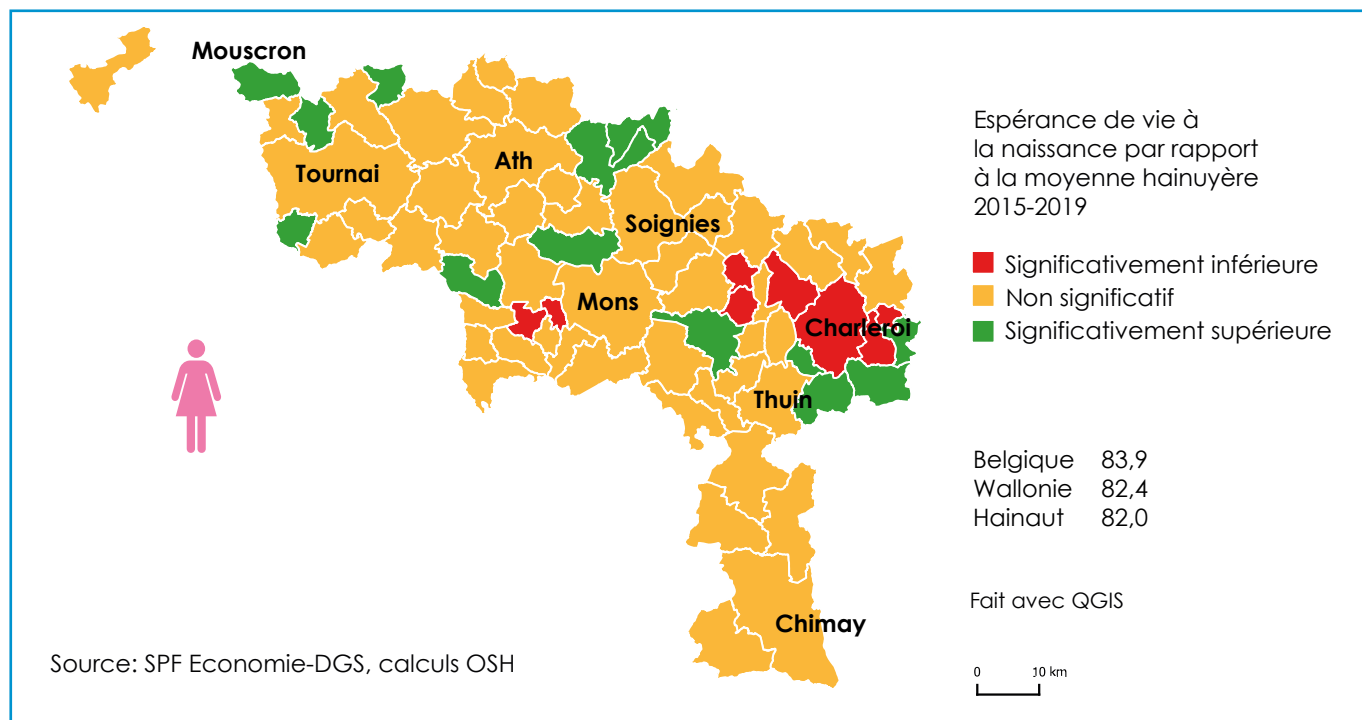 Mouscron
Ath
Tournai
Soignies
Mons
Charleroi
Thuin
Chimay
Espérance de vie à
la naissance par rapport
à la moyenne hainuyère
2015-2019
Significativement inférieure
Non significatif
Significativement supérieure
Belgique 83,9
Wallonie 82,4
Hainaut 82,0
Fait avec QGIS
0 10 km
Source: SPF Economie-DGS, calculs OSH